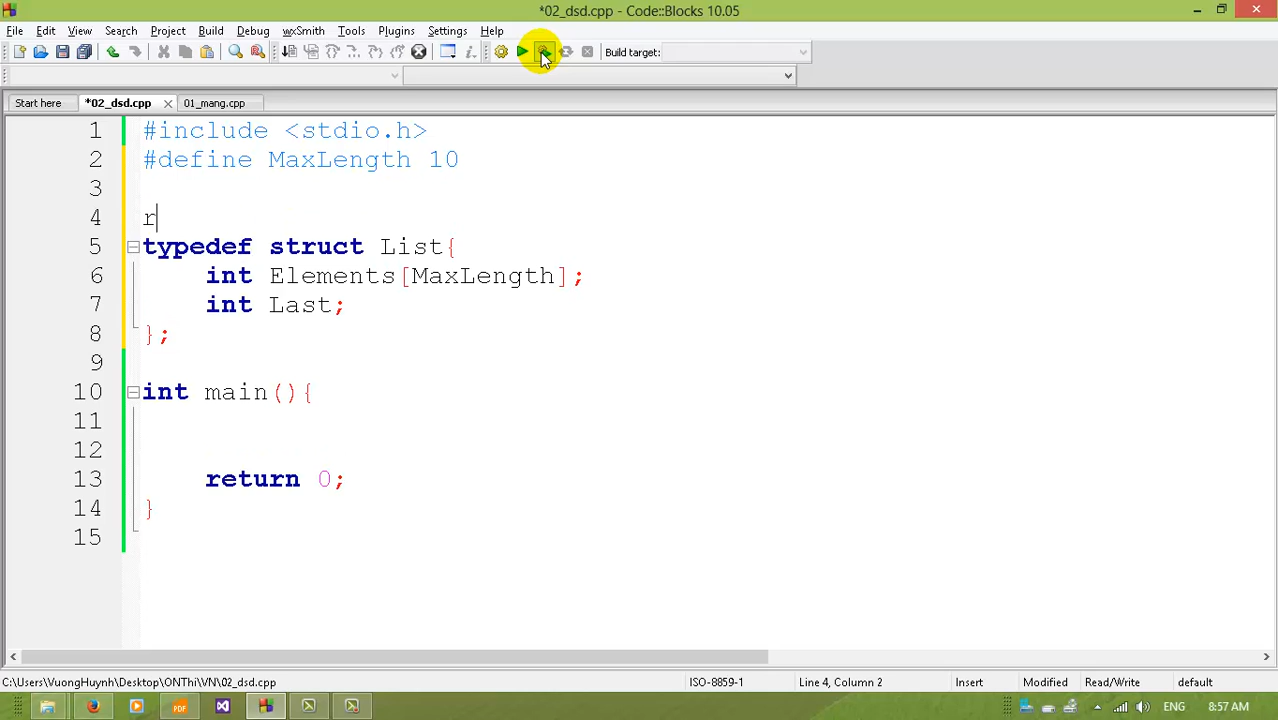 *02_dsd.cpp - Code::Blocks 10.05
File Edit View Search Project Build Debug wxSmith Tools Plugins Settings Help
Build target:
Start here *02_dsd.cpp 01_mang.cpp
1 #include <stdio.h>
2 #define MaxLength 10
3
4 r
5 typedef struct List{
6 int Elements[MaxLength];
7 int Last;
8 };
9
10 int main(){
11
12
13 return 0;
14 }
15
C:\Users\VuongHuynh\Desktop\ONThi\VN\02_dsd.cpp ISO-8859-1 Line 4, Column 2 Insert Modified Read/Write default
PDF ENG 8:57 AM